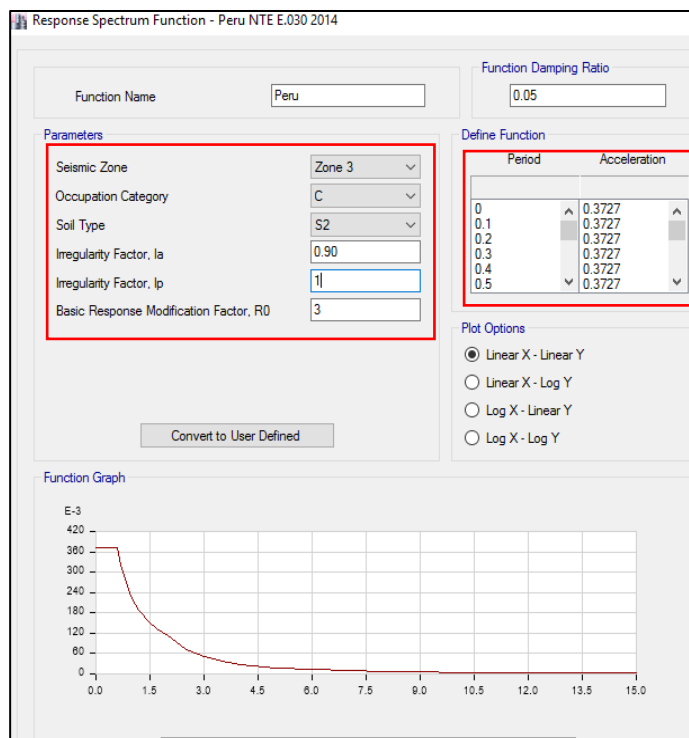 Response Spectrum Function - Peru NTE E.030 2014
Function Name Peru
Function Damping Ratio
0.05
Parameters
Seismic Zone Zone 3
Occupation Category C
Soil Type S2
Irregularity Factor, Ia 0.90
Irregularity Factor, Ip 1
Basic Response Modification Factor, R0 3
Convert to User Defined
Define Function
Period Acceleration
0 0.3727
0.1 0.3727
0.2 0.3727
0.3 0.3727
0.4 0.3727
0.5 0.3727
Plot Options
Linear X - Linear Y
Linear X - Log Y
Log X - Linear Y
Log X - Log Y
Function Graph
E-3
420
360
300
240
180
120
60
0
0.0 1.5 3.0 4.5 6.0 7.5 9.0 10.5 12.0 13.5 15.0